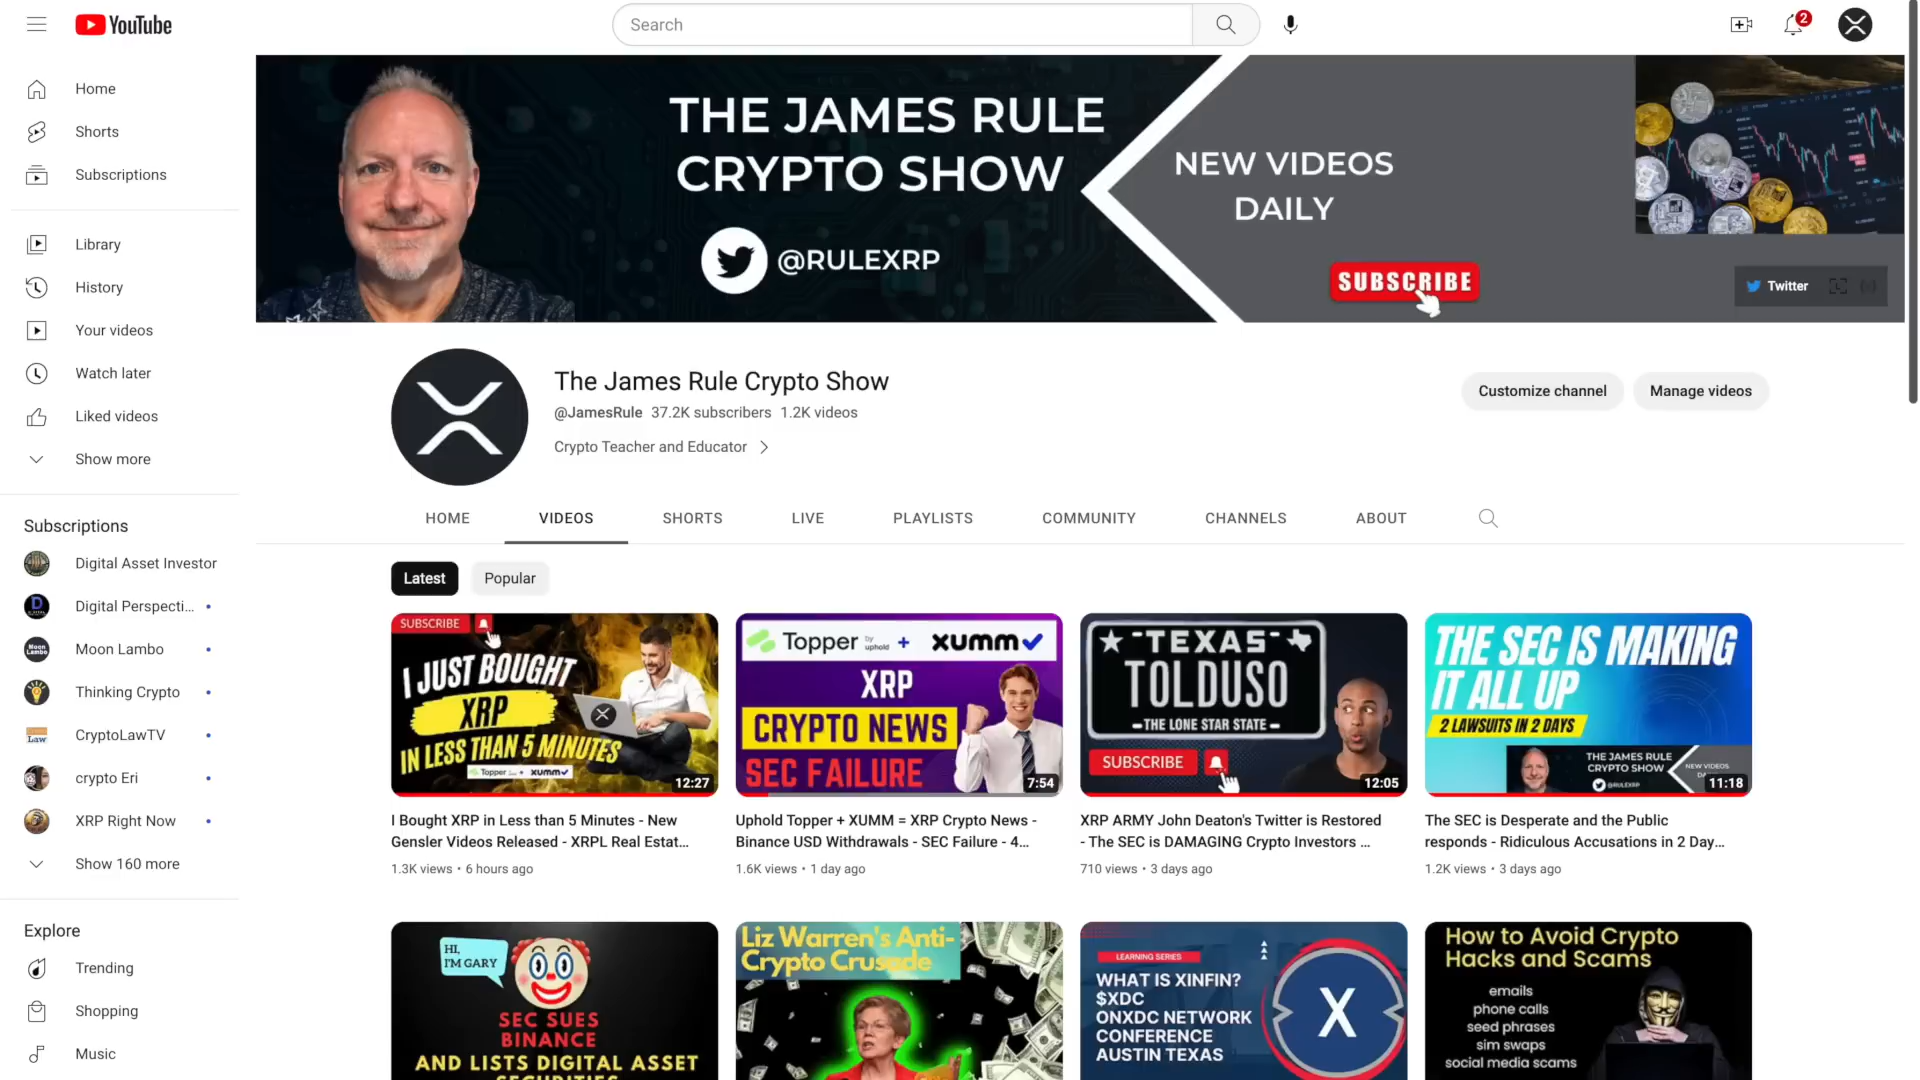 YouTube
Search
2
Home
Shorts
Subscriptions
Library
History
Your videos
Watch later
Liked videos
Show more
Subscriptions
Digital Asset Investor
Digital Perspecti...
Moon Lambo
Thinking Crypto
CryptoLawTV
crypto Eri
XRP Right Now
Show 160 more
Explore
Trending
Shopping
Music
THE JAMES RULE
CRYPTO SHOW
@RULEXRP
NEW VIDEOS
DAILY
SUBSCRIBE
Twitter
The James Rule Crypto Show
@JamesRule 37.2K subscribers 1.2K videos
Crypto Teacher and Educator
Customize channel
Manage videos
HOME
VIDEOS
SHORTS
LIVE
PLAYLISTS
COMMUNITY
CHANNELS
ABOUT
Latest
Popular
SUBSCRIBE
I JUST BOUGHT
XRP
IN LESS THAN 5 MINUTES
Topper + xumm
12:27
I Bought XRP in Less than 5 Minutes - New
Gensler Videos Released - XRPL Real Estat...
1.3K views • 6 hours ago
Topper by uphold + xumm
XRP
CRYPTO NEWS
SEC FAILURE
7:54
Uphold Topper + XUMM = XRP Crypto News -
Binance USD Withdrawals - SEC Failure - 4...
1.6K views • 1 day ago
-TEXAS-
TOLDUSO
-THE LONE STAR STATE-
SUBSCRIBE
12:05
XRP ARMY John Deaton's Twitter is Restored
- The SEC is DAMAGING Crypto Investors ...
710 views • 3 days ago
THE SEC IS MAKING
IT ALL UP
2 LAWSUITS IN 2 DAYS
THE JAMES RULE
CRYPTO SHOW
@RULEXRP
NEW VIDEOS
11:18
The SEC is Desperate and the Public
responds - Ridiculous Accusations in 2 Day...
1.2K views • 3 days ago
HI,
I'M GARY
SEC SUES
BINANCE
AND LISTS DIGITAL ASSET
SECURITIES
Liz Warren's Anti-
Crypto Crusade
LEARNING SERIES
WHAT IS XINFIN?
$XDC
ONXDC NETWORK
CONFERENCE
AUSTIN TEXAS
How to Avoid Crypto
Hacks and Scams
emails
phone calls
seed phrases
sim swaps
social media scams